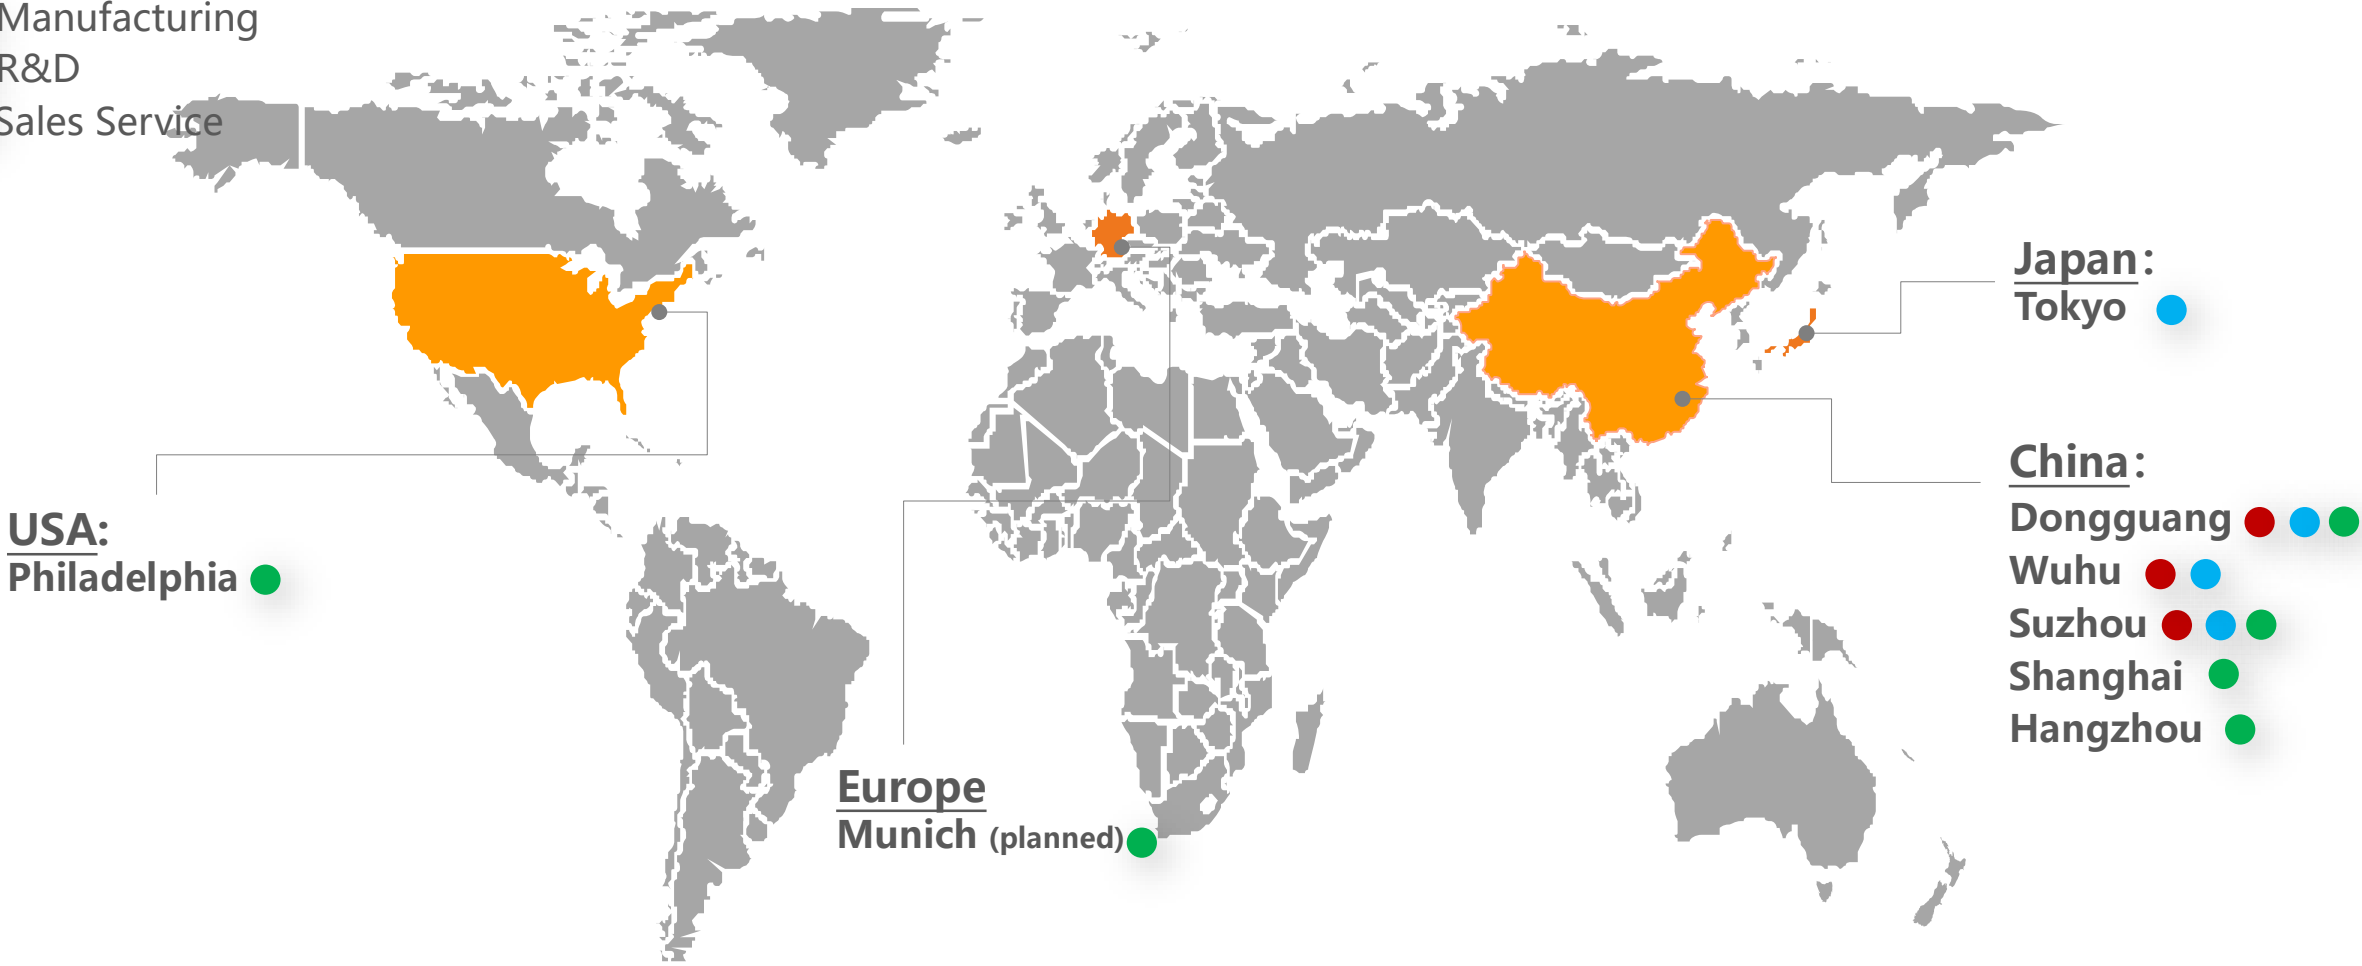 Manufacturing
R&D
Sales Service
Japan:
Tokyo
China:
Dongguang
Wuhu
Suzhou
Shanghai
Hangzhou
USA:
Philadelphia
Europe
Munich (planned)